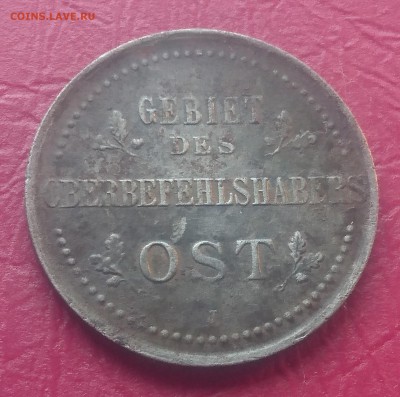 COINS.LAVE.RU
GEBIET
DES
OBERBEFEHLSHABERS
OST
J